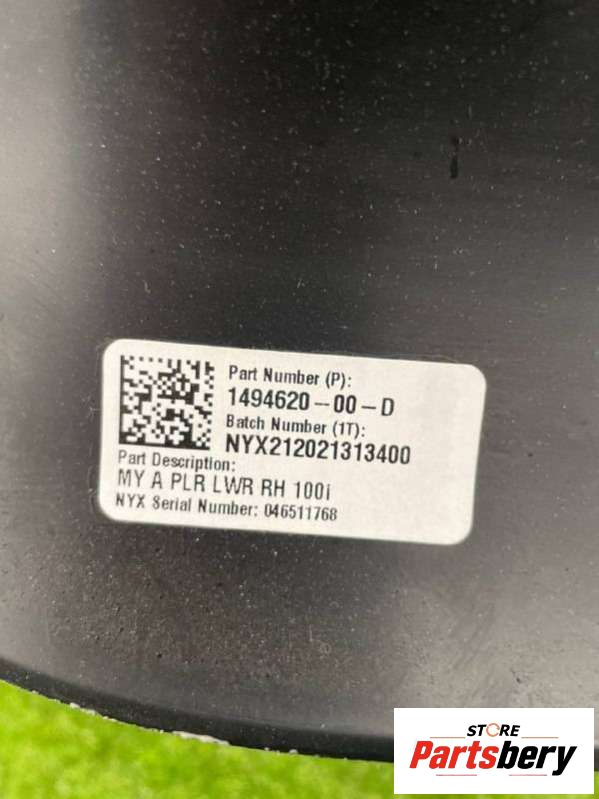 Part Number (P):
1494620-00-D
Batch Number (1T):
NYX212021313400
Part Description:
MY A PLR LWR RH 100i
NYX Serial Number: 046511768
STORE
Partsbery